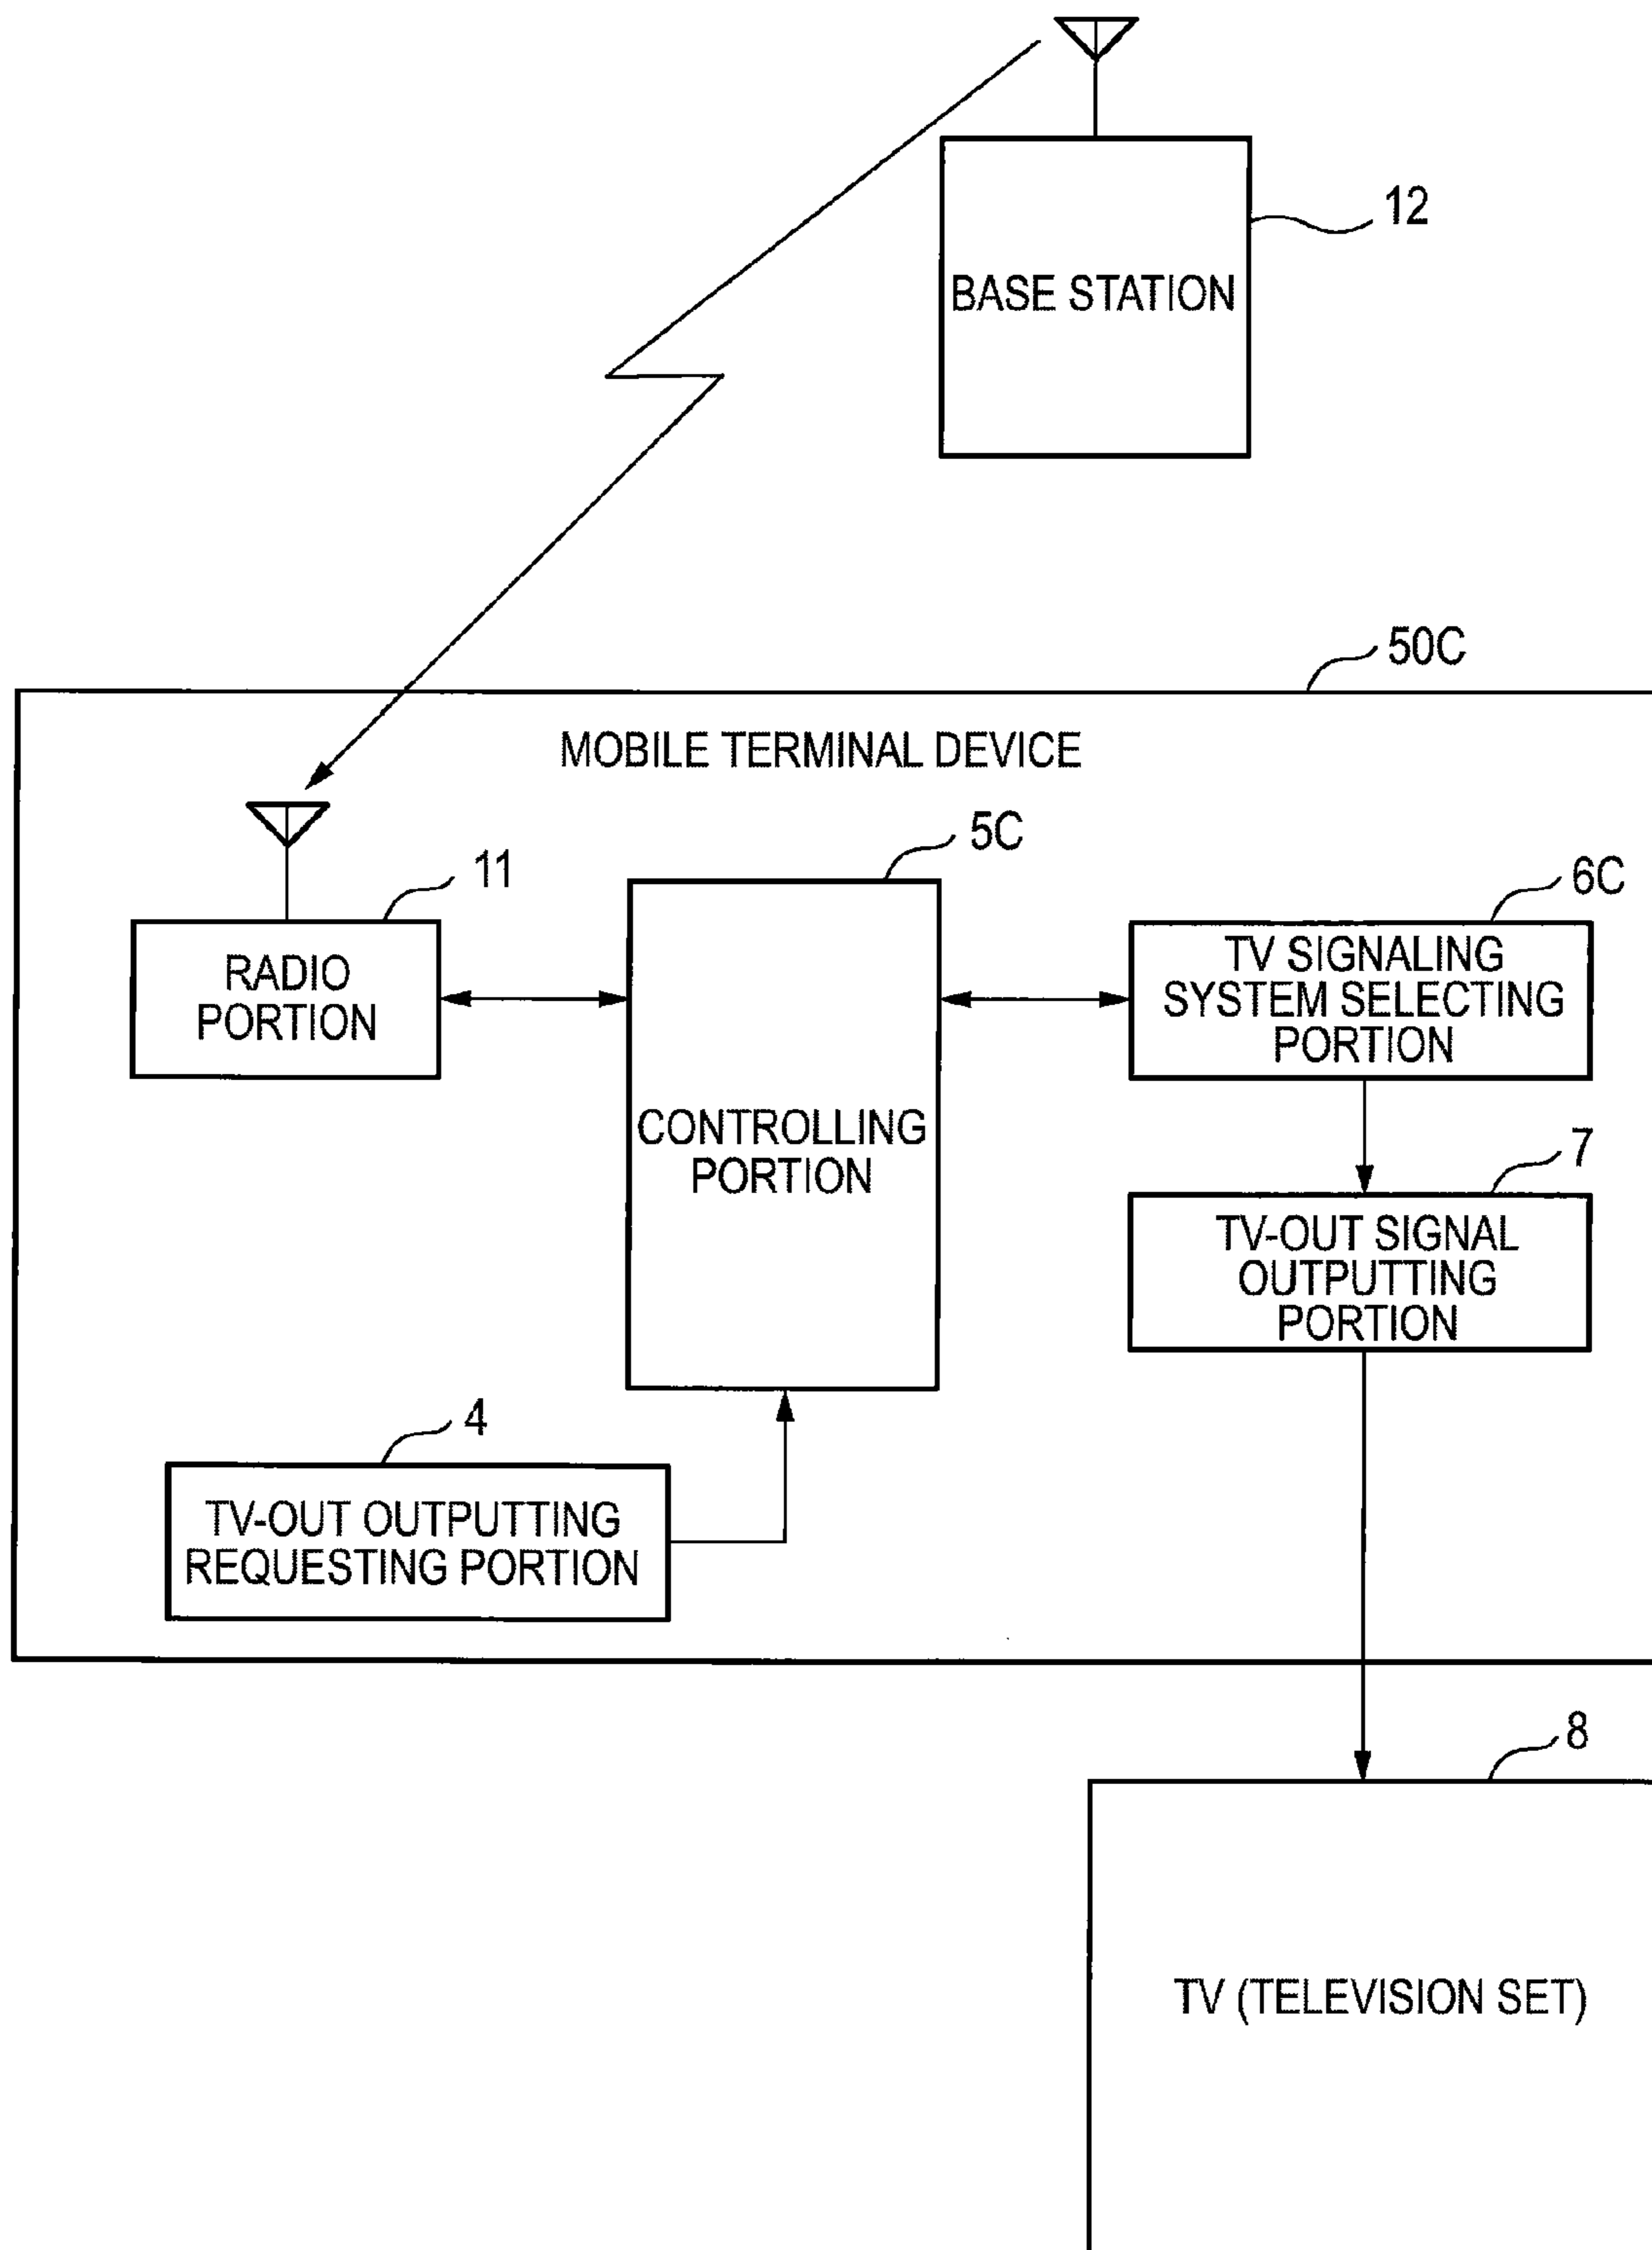 12
BASE STATION
50C
MOBILE TERMINAL DEVICE
5C
11
6C
RADIO
PORTION
TV SIGNALING
SYSTEM SELECTING
PORTION
CONTROLLING
PORTION
7
TV-OUT SIGNAL
OUTPUTTING
PORTION
4
TV-OUT OUTPUTTING
REQUESTING PORTION
8
TV (TELEVISION SET)